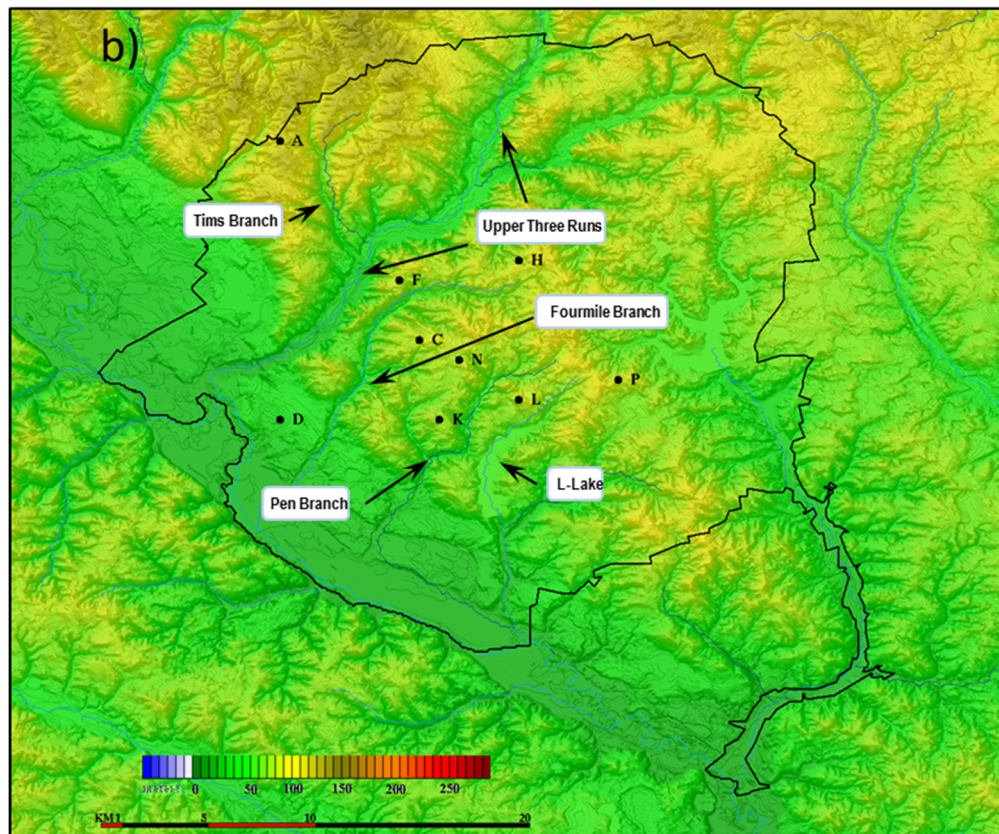 b)
A
Tims Branch
Upper Three Runs
H
F
Fourmile Branch
C
N
P
L
D
K
Pen Branch
L-Lake
0 50 100 150 200 250
KM 1 5 10 20